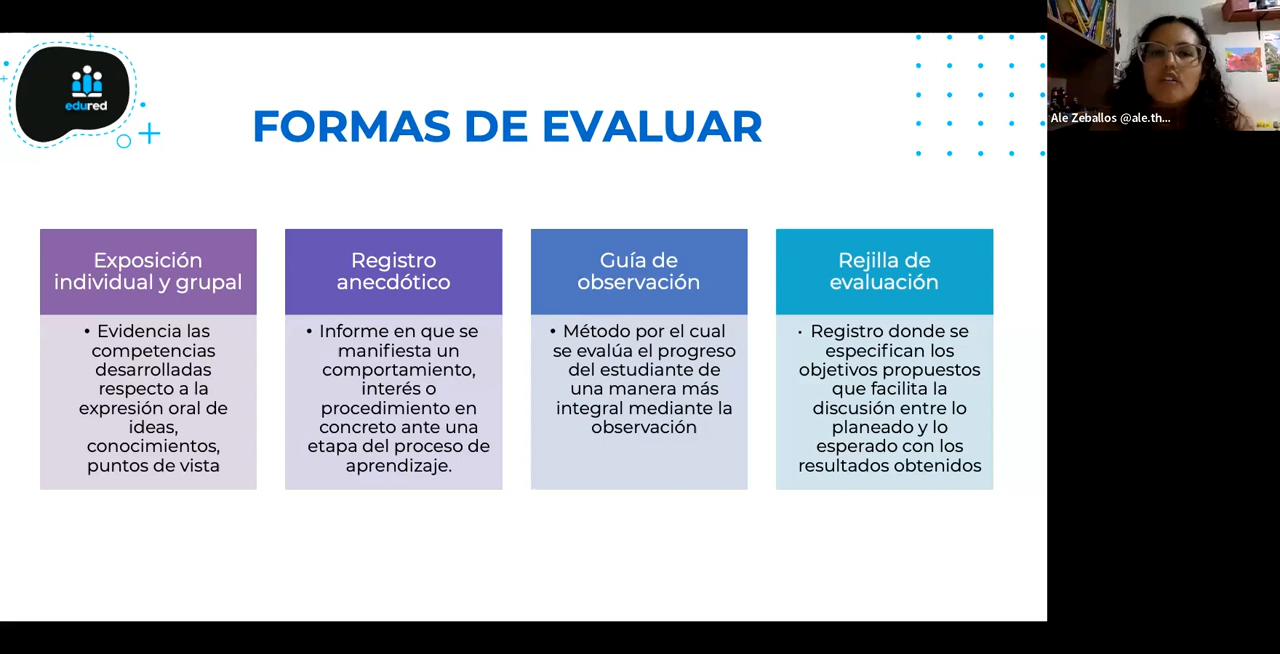 edured
FORMAS DE EVALUAR
Ale Zeballos @ale.th...
Exposición
individual y grupal
• Evidencia las
competencias
desarrolladas
respecto a la
expresión oral de
ideas,
conocimientos,
puntos de vista
Registro
anecdótico
• Informe en que se
manifiesta un
comportamiento,
interés o
procedimiento en
concreto ante una
etapa del proceso de
aprendizaje.
Guía de
observación
• Método por el cual
se evalúa el progreso
del estudiante de
una manera más
integral mediante la
observación
Rejilla de
evaluación
• Registro donde se
especifican los
objetivos propuestos
que facilita la
discusión entre lo
planeado y lo
esperado con los
resultados obtenidos